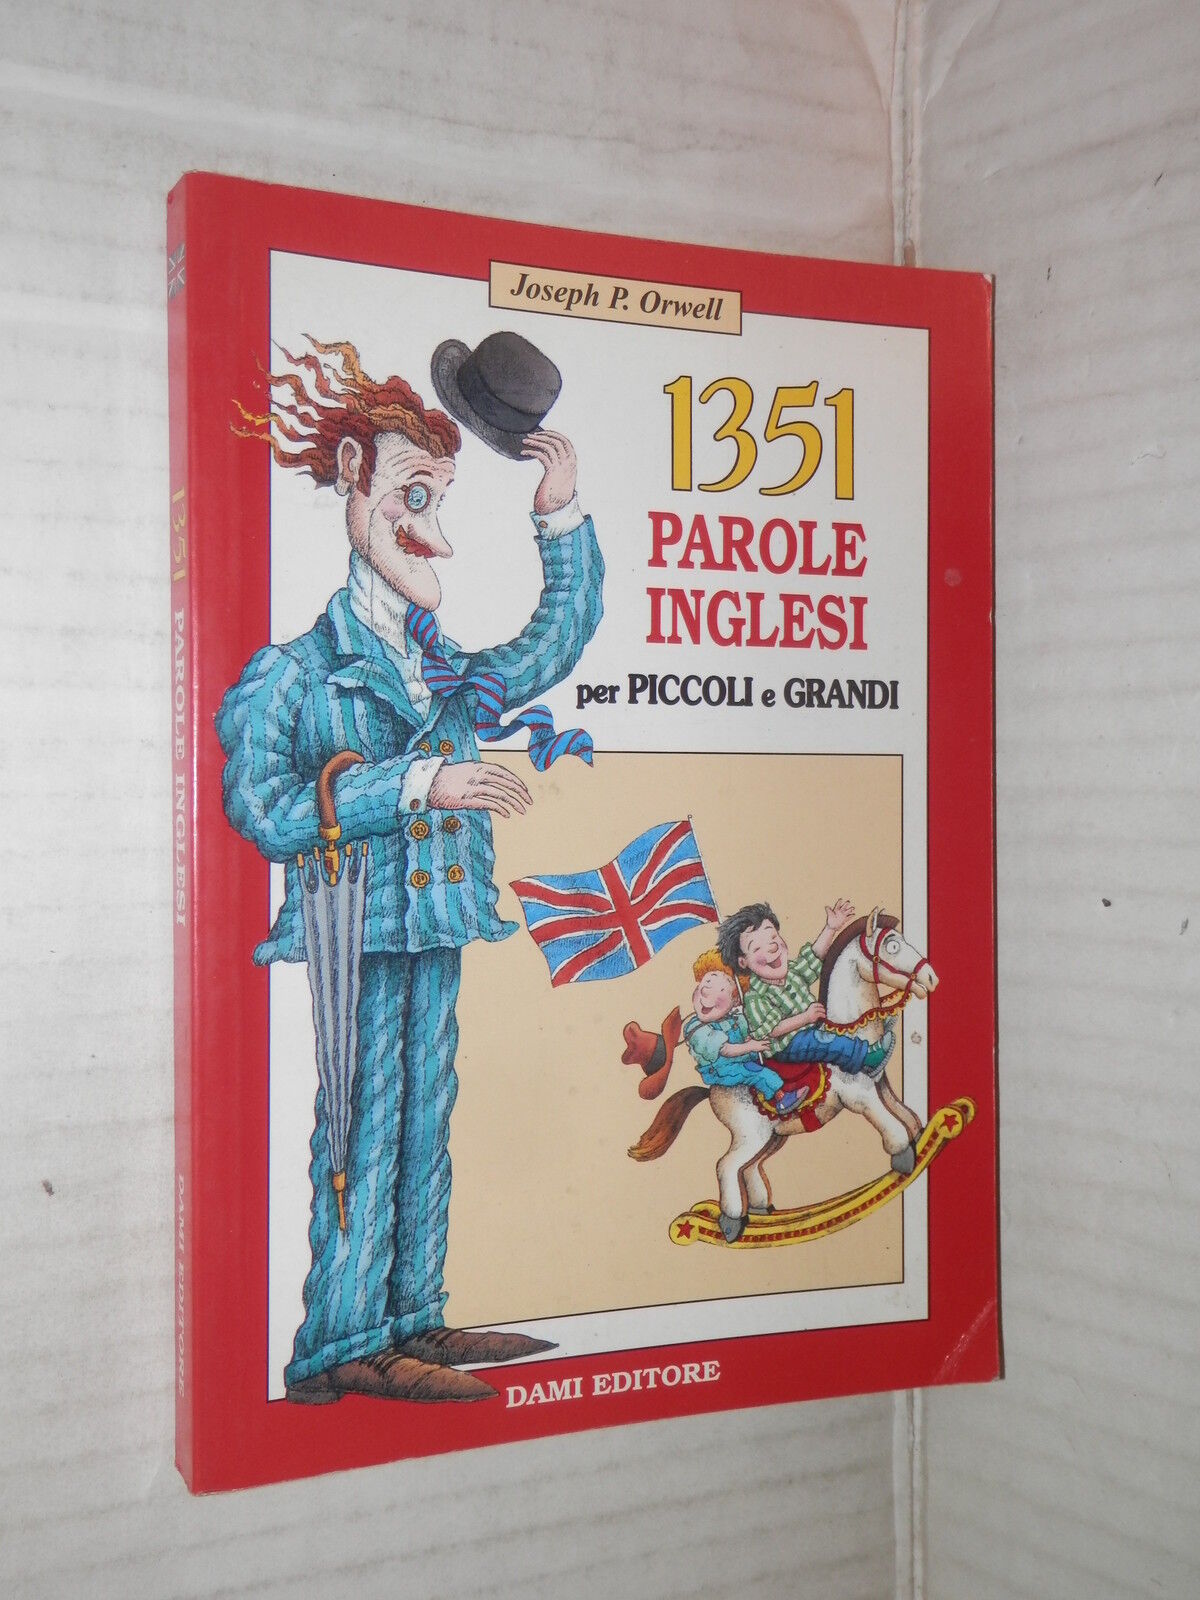 Joseph P. Orwell
1351
PAROLE
INGLESI
per PICCOLI e GRANDI
DAMI EDITORE
1351 PAROLE INGLESI
DAMI EDITORE